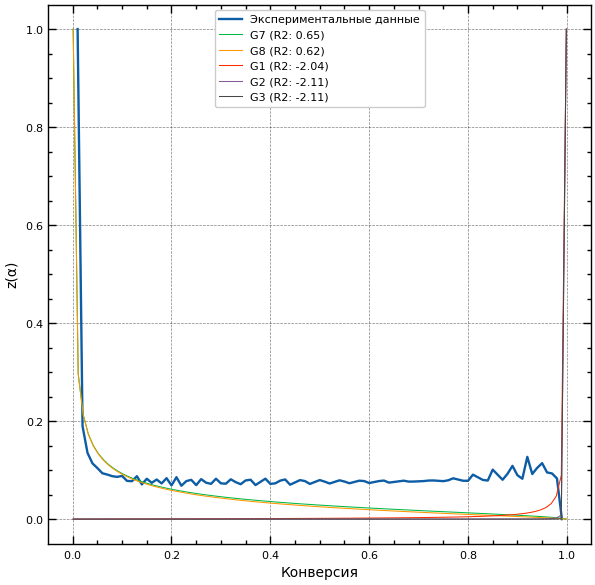 Экспериментальные данные
G7 (R2: 0.65)
G8 (R2: 0.62)
G1 (R2: -2.04)
G2 (R2: -2.11)
G3 (R2: -2.11)
1.0
0.8
0.6
0.4
0.2
0.0
z(α)
0.0 0.2 0.4 0.6 0.8 1.0
Конверсия